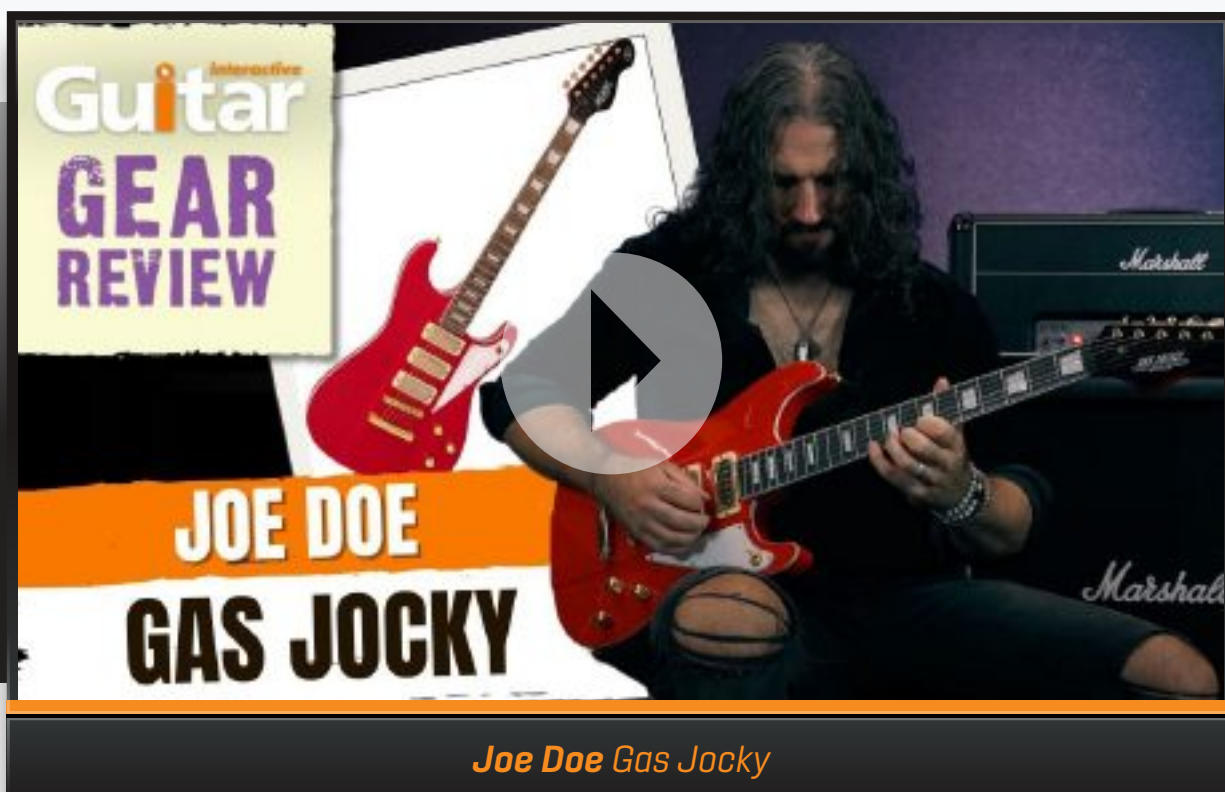 interactive
Guitar
GEAR
REVIEW
Marshall
JOE DOE
GAS JOCKY
Marshall
Joe Doe Gas Jocky